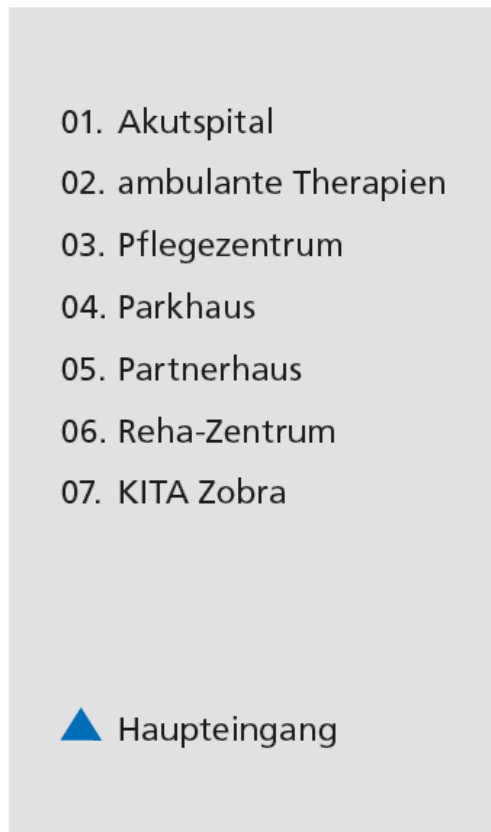 01. Akutspital
02. ambulante Therapien
03. Pflegezentrum
04. Parkhaus
05. Partnerhaus
06. Reha-Zentrum
07. KITA Zobra
Haupteingang